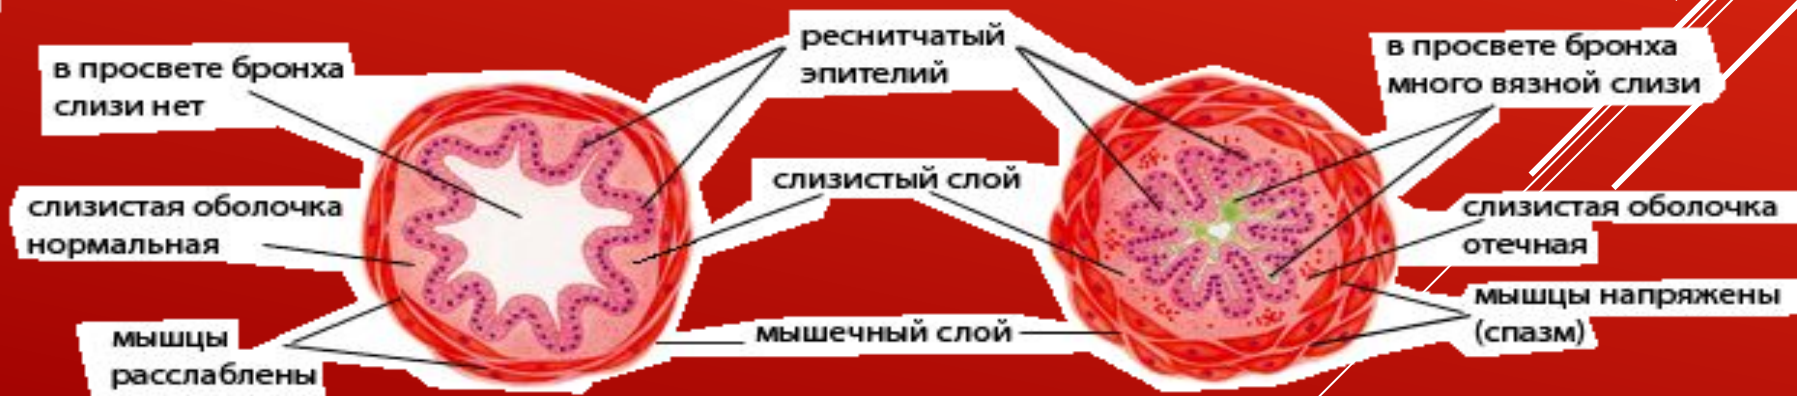 в просвете бронха
слизи нет
слизистая оболочка
нормальная
мышцы
расслаблены
реснитчатый
эпителий
слизистый слой
мышечный слой
в просвете бронха
много вязной слизи
слизистая оболочка
отечная
мышцы напряжены
(спазм)